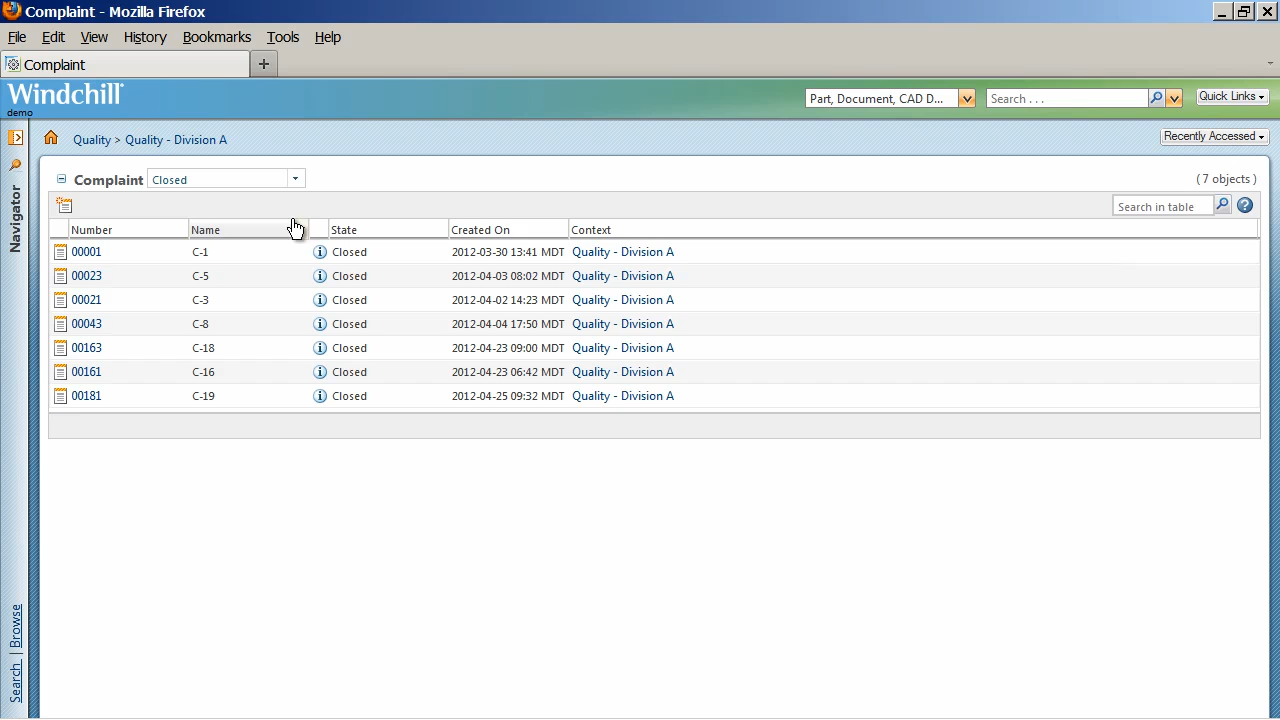 Complaint - Mozilla Firefox
File Edit View History Bookmarks Tools Help
Complaint +
Windchill
demo
Part, Document, CAD D... Search . . . Quick Links
Quality > Quality - Division A Recently Accessed
Navigator
Search | Browse
Complaint Closed ( 7 objects )
Search in table
Number Name State Created On Context
00001 C-1 Closed 2012-03-30 13:41 MDT Quality - Division A
00023 C-5 Closed 2012-04-03 08:02 MDT Quality - Division A
00021 C-3 Closed 2012-04-02 14:23 MDT Quality - Division A
00043 C-8 Closed 2012-04-04 17:50 MDT Quality - Division A
00163 C-18 Closed 2012-04-23 09:00 MDT Quality - Division A
00161 C-16 Closed 2012-04-23 06:42 MDT Quality - Division A
00181 C-19 Closed 2012-04-25 09:32 MDT Quality - Division A